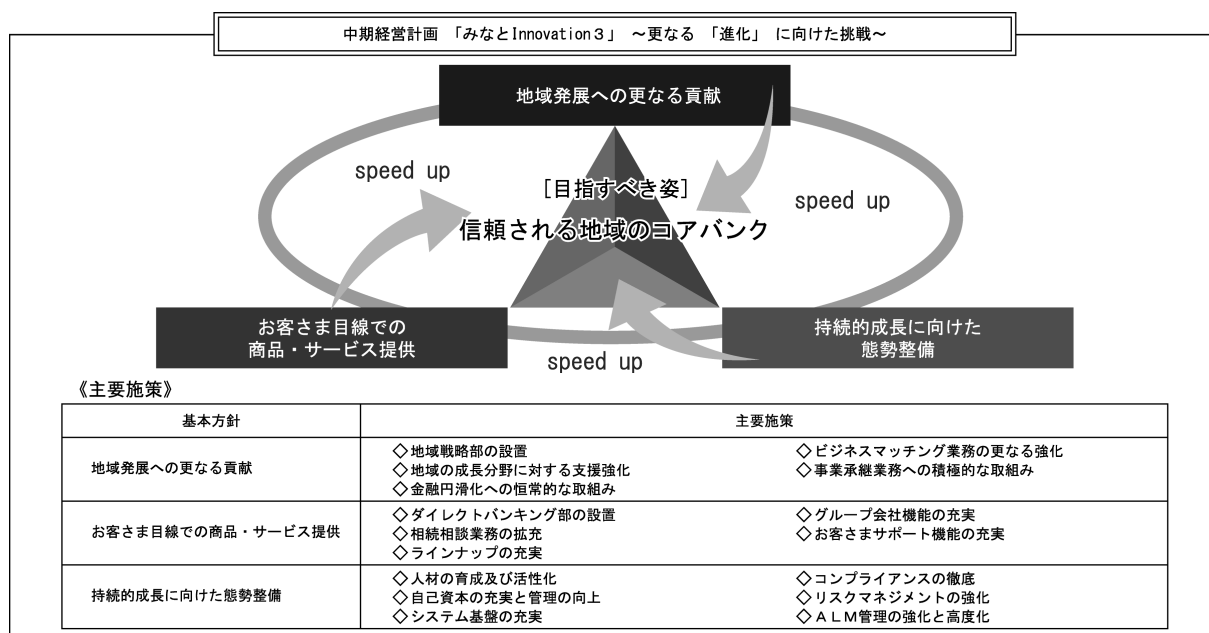 中期経営計画 「みなとInnovation３」 ～更なる 「進化」 に向けた挑戦～
地域発展への更なる貢献
speed up
speed up
[目指すべき姿]
信頼される地域のコアバンク
お客さま目線での
商品・サービス提供
持続的成長に向けた
態勢整備
speed up
《主要施策》
基本方針 主要施策
地域発展への更なる貢献
◇地域戦略部の設置 ◇ビジネスマッチング業務の更なる強化
◇地域の成長分野に対する支援強化 ◇事業承継業務への積極的な取組み
◇金融円滑化への恒常的な取組み
お客さま目線での商品・サービス提供
◇ダイレクトバンキング部の設置 ◇グループ会社機能の充実
◇相続相談業務の拡充 ◇お客さまサポート機能の充実
◇ラインナップの充実
持続的成長に向けた態勢整備
◇人材の育成及び活性化 ◇コンプライアンスの徹底
◇自己資本の充実と管理の向上 ◇リスクマネジメントの強化
◇システム基盤の充実 ◇ＡＬＭ管理の強化と高度化